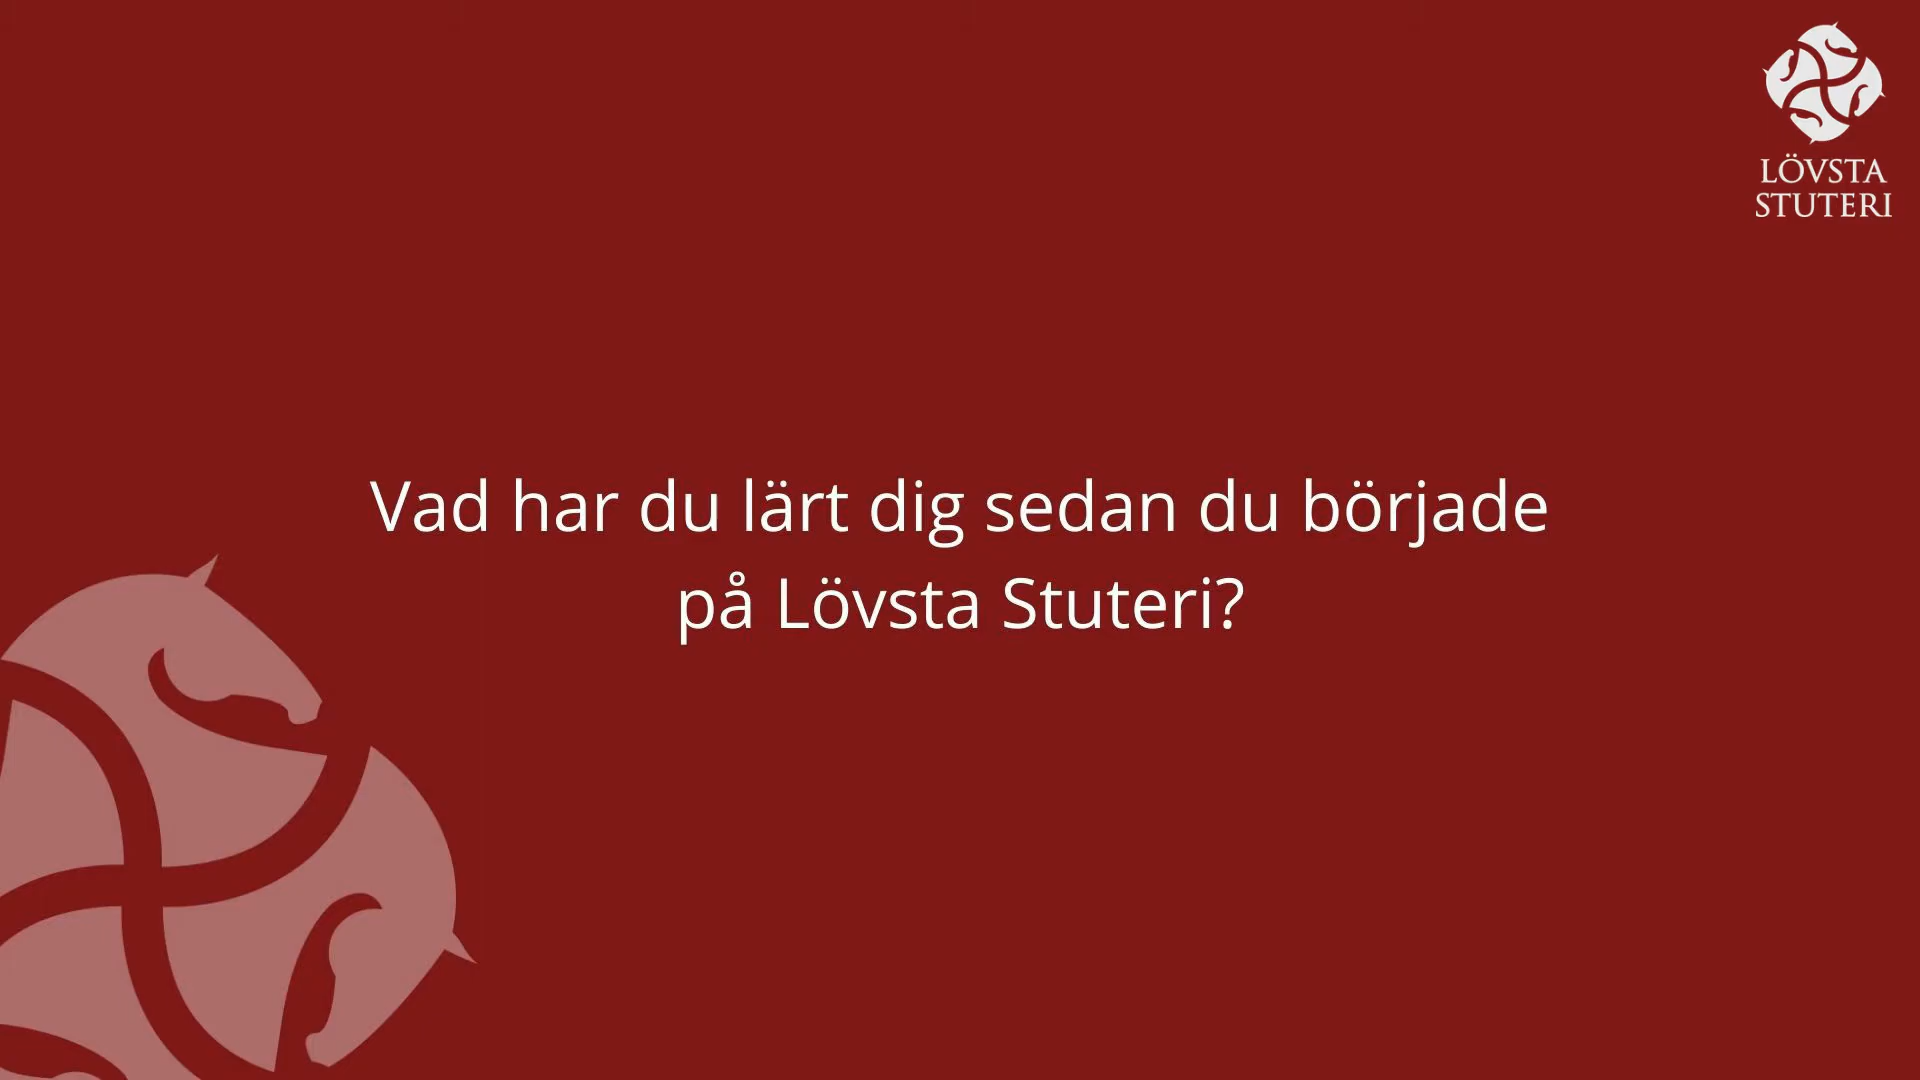 LÖVSTA
STUTERI
Vad har du lärt dig sedan du började
på Lövsta Stuteri?